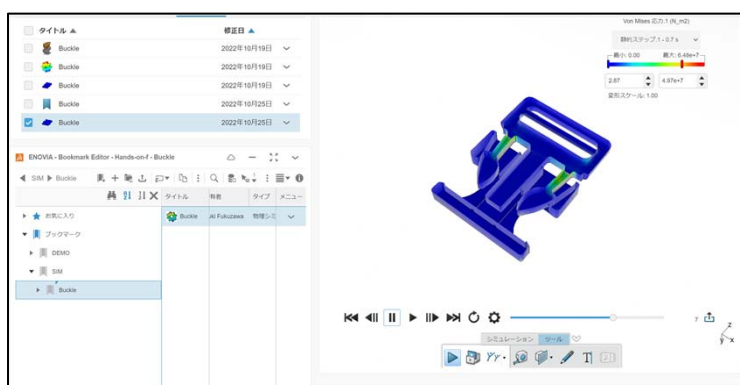 タイトル ▲ 修正日 ▲
Buckle 2022年10月19日
Buckle 2022年10月19日
Buckle 2022年10月19日
Buckle 2022年10月25日
Buckle 2022年10月25日
ENOVIA - Bookmark Editor - Hands-on-f - Buckle
SIM ▶ Buckle
タイトル 所有 タイプ メニュー
お気に入り
Buckle Aki Fukuzawa 物理シミ
ブックマーク
DEMO
SIM
Buckle
Von Mises 応力.1 (N_m2)
静的ステップ.1 - 0.7 s
最小: 0.00 最大: 6.48e+7
2.87 4.97e+7
変形スケール: 1.00
シミュレーション ツール
z
y x